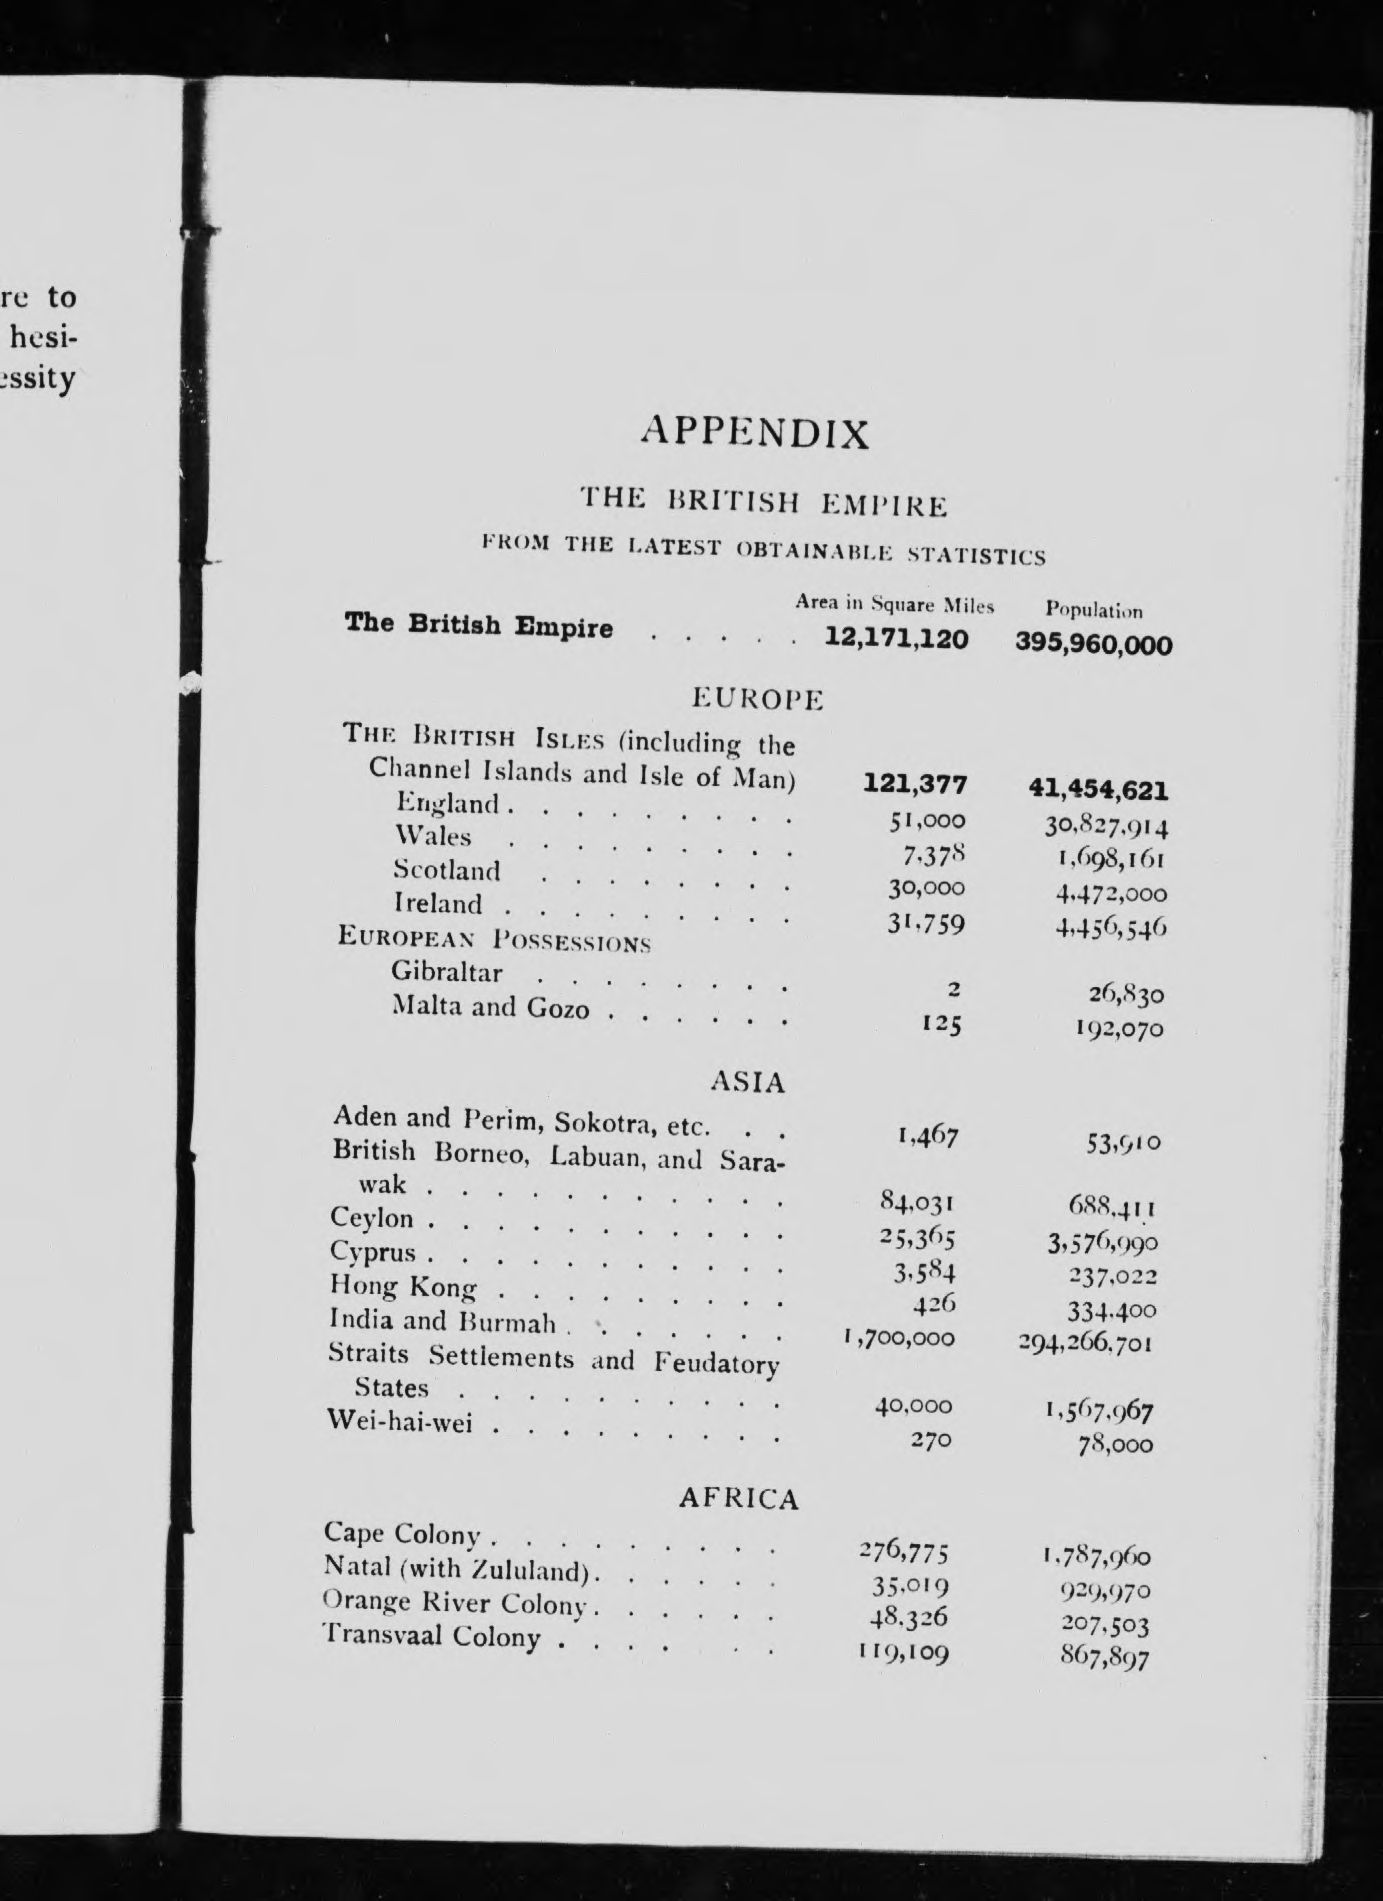 re to
hesi-
essity
APPENDIX
THE BRITISH EMPIRE
FROM THE LATEST OBTAINABLE STATISTICS
Area in Square Miles Population
The British Empire . . . . . 12,171,120 395,960,000
EUROPE
THE BRITISH ISLES (including the
Channel Islands and Isle of Man) 121,377 41,454,621
England . . . . . . . . . 51,000 30,827,914
Wales . . . . . . . . . 7,378 1,698,161
Scotland . . . . . . . . 30,000 4,472,000
Ireland . . . . . . . . . 31,759 4,456,546
EUROPEAN POSSESSIONS
Gibraltar . . . . . . . . 2 26,830
Malta and Gozo . . . . . . 125 192,070
ASIA
Aden and Perim, Sokotra, etc. . . 1,467 53,910
British Borneo, Labuan, and Sara-
wak . . . . . . . . . . . 84,031 688,411
Ceylon . . . . . . . . . . . 25,365 3,576,990
Cyprus . . . . . . . . . . . 3,584 237,022
Hong Kong . . . . . . . . . 426 334,400
India and Burmah . . . . . . . 1,700,000 294,266,701
Straits Settlements and Feudatory
States . . . . . . . . . . 40,000 1,567,967
Wei-hai-wei . . . . . . . . . 270 78,000
AFRICA
Cape Colony . . . . . . . . . 276,775 1,787,960
Natal (with Zululand) . . . . . . 35,019 929,970
Orange River Colony . . . . . . 48,326 207,503
Transvaal Colony . . . . . . 119,109 867,897